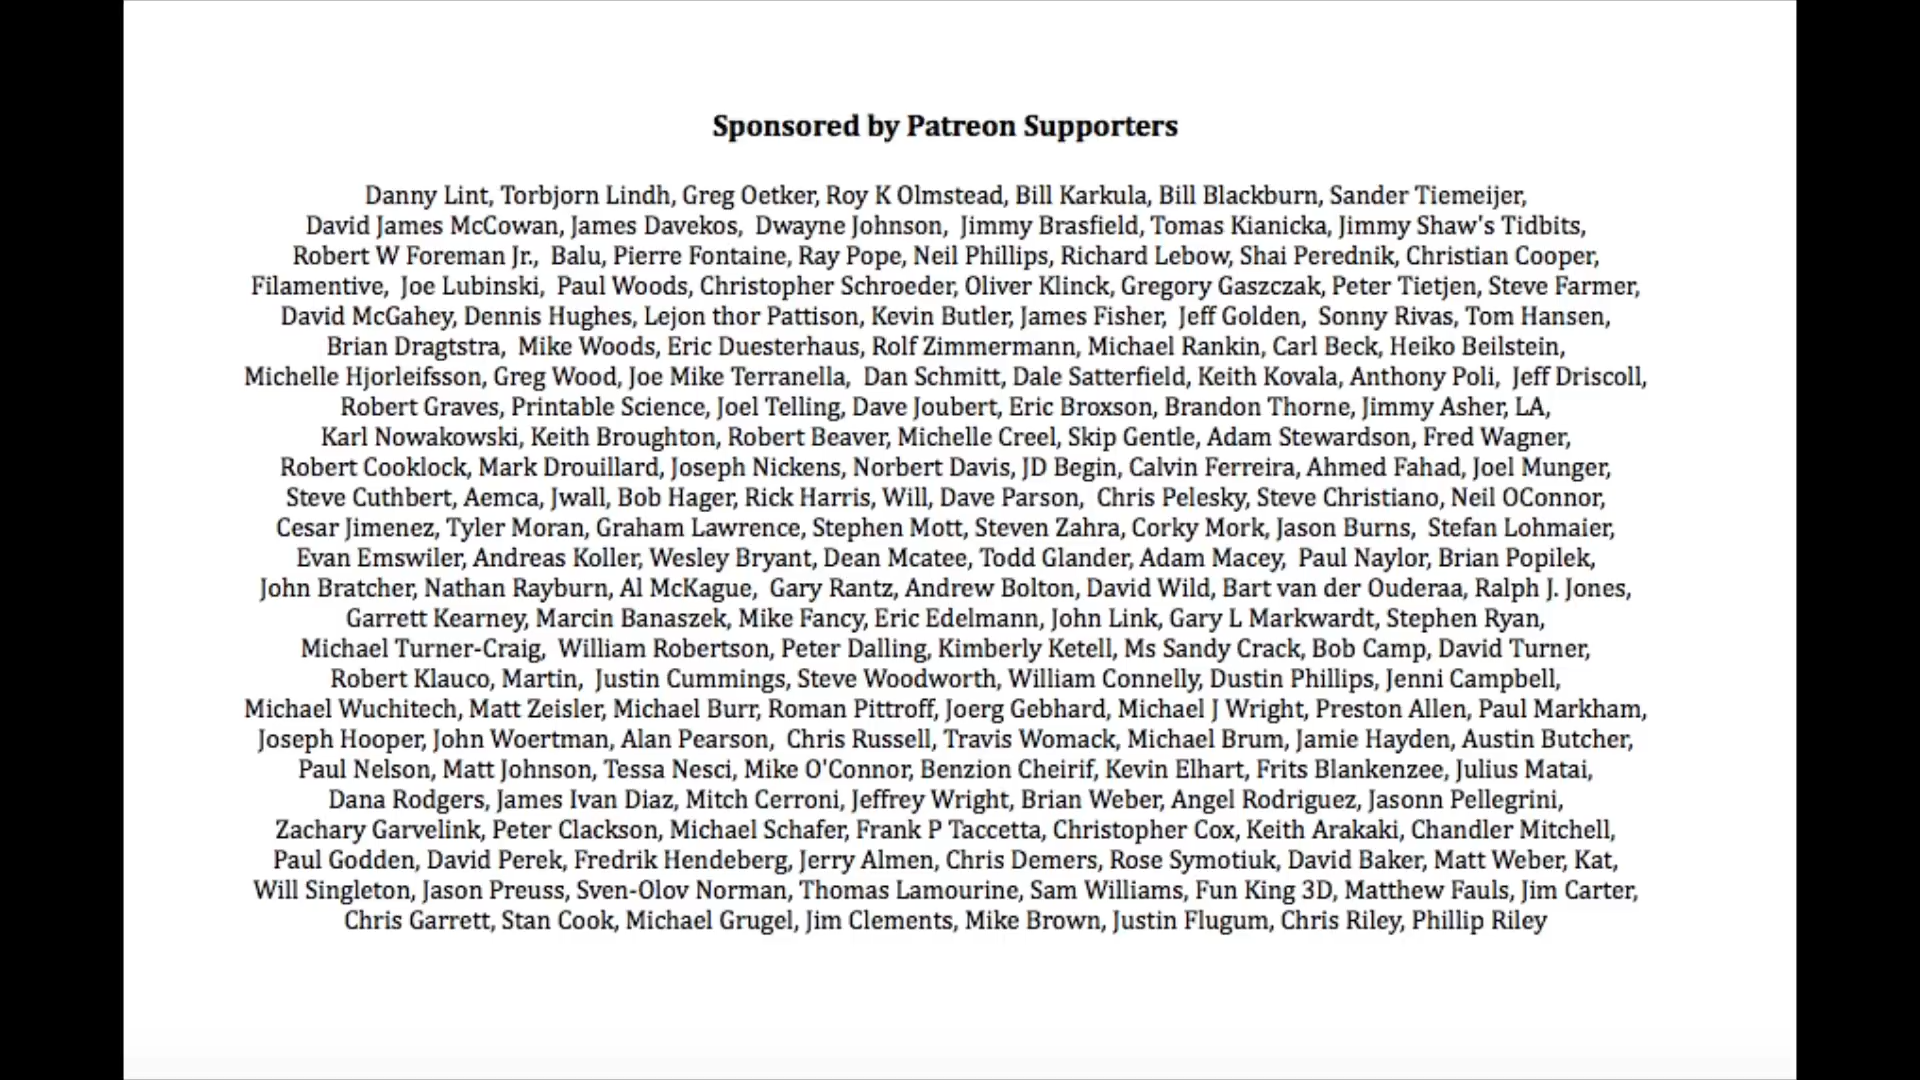 Sponsored by Patreon Supporters
Danny Lint, Torbjorn Lindh, Greg Oetker, Roy K Olmstead, Bill Karkula, Bill Blackburn, Sander Tiemeijer,
David James McCowan, James Davekos,  Dwayne Johnson,  Jimmy Brasfield, Tomas Kianicka, Jimmy Shaw's Tidbits,
Robert W Foreman Jr.,  Balu, Pierre Fontaine, Ray Pope, Neil Phillips, Richard Lebow, Shai Perednik, Christian Cooper,
Filamentive,  Joe Lubinski,  Paul Woods, Christopher Schroeder, Oliver Klinck, Gregory Gaszczak, Peter Tietjen, Steve Farmer,
David McGahey, Dennis Hughes, Lejon thor Pattison, Kevin Butler, James Fisher,  Jeff Golden,  Sonny Rivas, Tom Hansen,
Brian Dragtstra,  Mike Woods, Eric Duesterhaus, Rolf Zimmermann, Michael Rankin, Carl Beck, Heiko Beilstein,
Michelle Hjorleifsson, Greg Wood, Joe Mike Terranella,  Dan Schmitt, Dale Satterfield, Keith Kovala, Anthony Poli,  Jeff Driscoll,
Robert Graves, Printable Science, Joel Telling, Dave Joubert, Eric Broxson, Brandon Thorne, Jimmy Asher, LA,
Karl Nowakowski, Keith Broughton, Robert Beaver, Michelle Creel, Skip Gentle, Adam Stewardson, Fred Wagner,
Robert Cooklock, Mark Drouillard, Joseph Nickens, Norbert Davis, JD Begin, Calvin Ferreira, Ahmed Fahad, Joel Munger,
Steve Cuthbert, Aemca, Jwall, Bob Hager, Rick Harris, Will, Dave Parson,  Chris Pelesky, Steve Christiano, Neil OConnor,
Cesar Jimenez, Tyler Moran, Graham Lawrence, Stephen Mott, Steven Zahra, Corky Mork, Jason Burns,  Stefan Lohmaier,
Evan Emswiler, Andreas Koller, Wesley Bryant, Dean Mcatee, Todd Glander, Adam Macey,  Paul Naylor, Brian Popilek,
John Bratcher, Nathan Rayburn, Al McKague,  Gary Rantz, Andrew Bolton, David Wild, Bart van der Ouderaa, Ralph J. Jones,
Garrett Kearney, Marcin Banaszek, Mike Fancy, Eric Edelmann, John Link, Gary L Markwardt, Stephen Ryan,
Michael Turner-Craig,  William Robertson, Peter Dalling, Kimberly Ketell, Ms Sandy Crack, Bob Camp, David Turner,
Robert Klauco, Martin,  Justin Cummings, Steve Woodworth, William Connelly, Dustin Phillips, Jenni Campbell,
Michael Wuchitech, Matt Zeisler, Michael Burr, Roman Pittroff, Joerg Gebhard, Michael J Wright, Preston Allen, Paul Markham,
Joseph Hooper, John Woertman, Alan Pearson,  Chris Russell, Travis Womack, Michael Brum, Jamie Hayden, Austin Butcher,
Paul Nelson, Matt Johnson, Tessa Nesci, Mike O'Connor, Benzion Cheirif, Kevin Elhart, Frits Blankenzee, Julius Matai,
Dana Rodgers, James Ivan Diaz, Mitch Cerroni, Jeffrey Wright, Brian Weber, Angel Rodriguez, Jasonn Pellegrini,
Zachary Garvelink, Peter Clackson, Michael Schafer, Frank P Taccetta, Christopher Cox, Keith Arakaki, Chandler Mitchell,
Paul Godden, David Perek, Fredrik Hendeberg, Jerry Almen, Chris Demers, Rose Symotiuk, David Baker, Matt Weber, Kat,
Will Singleton, Jason Preuss, Sven-Olov Norman, Thomas Lamourine, Sam Williams, Fun King 3D, Matthew Fauls, Jim Carter,
Chris Garrett, Stan Cook, Michael Grugel, Jim Clements, Mike Brown, Justin Flugum, Chris Riley, Phillip Riley